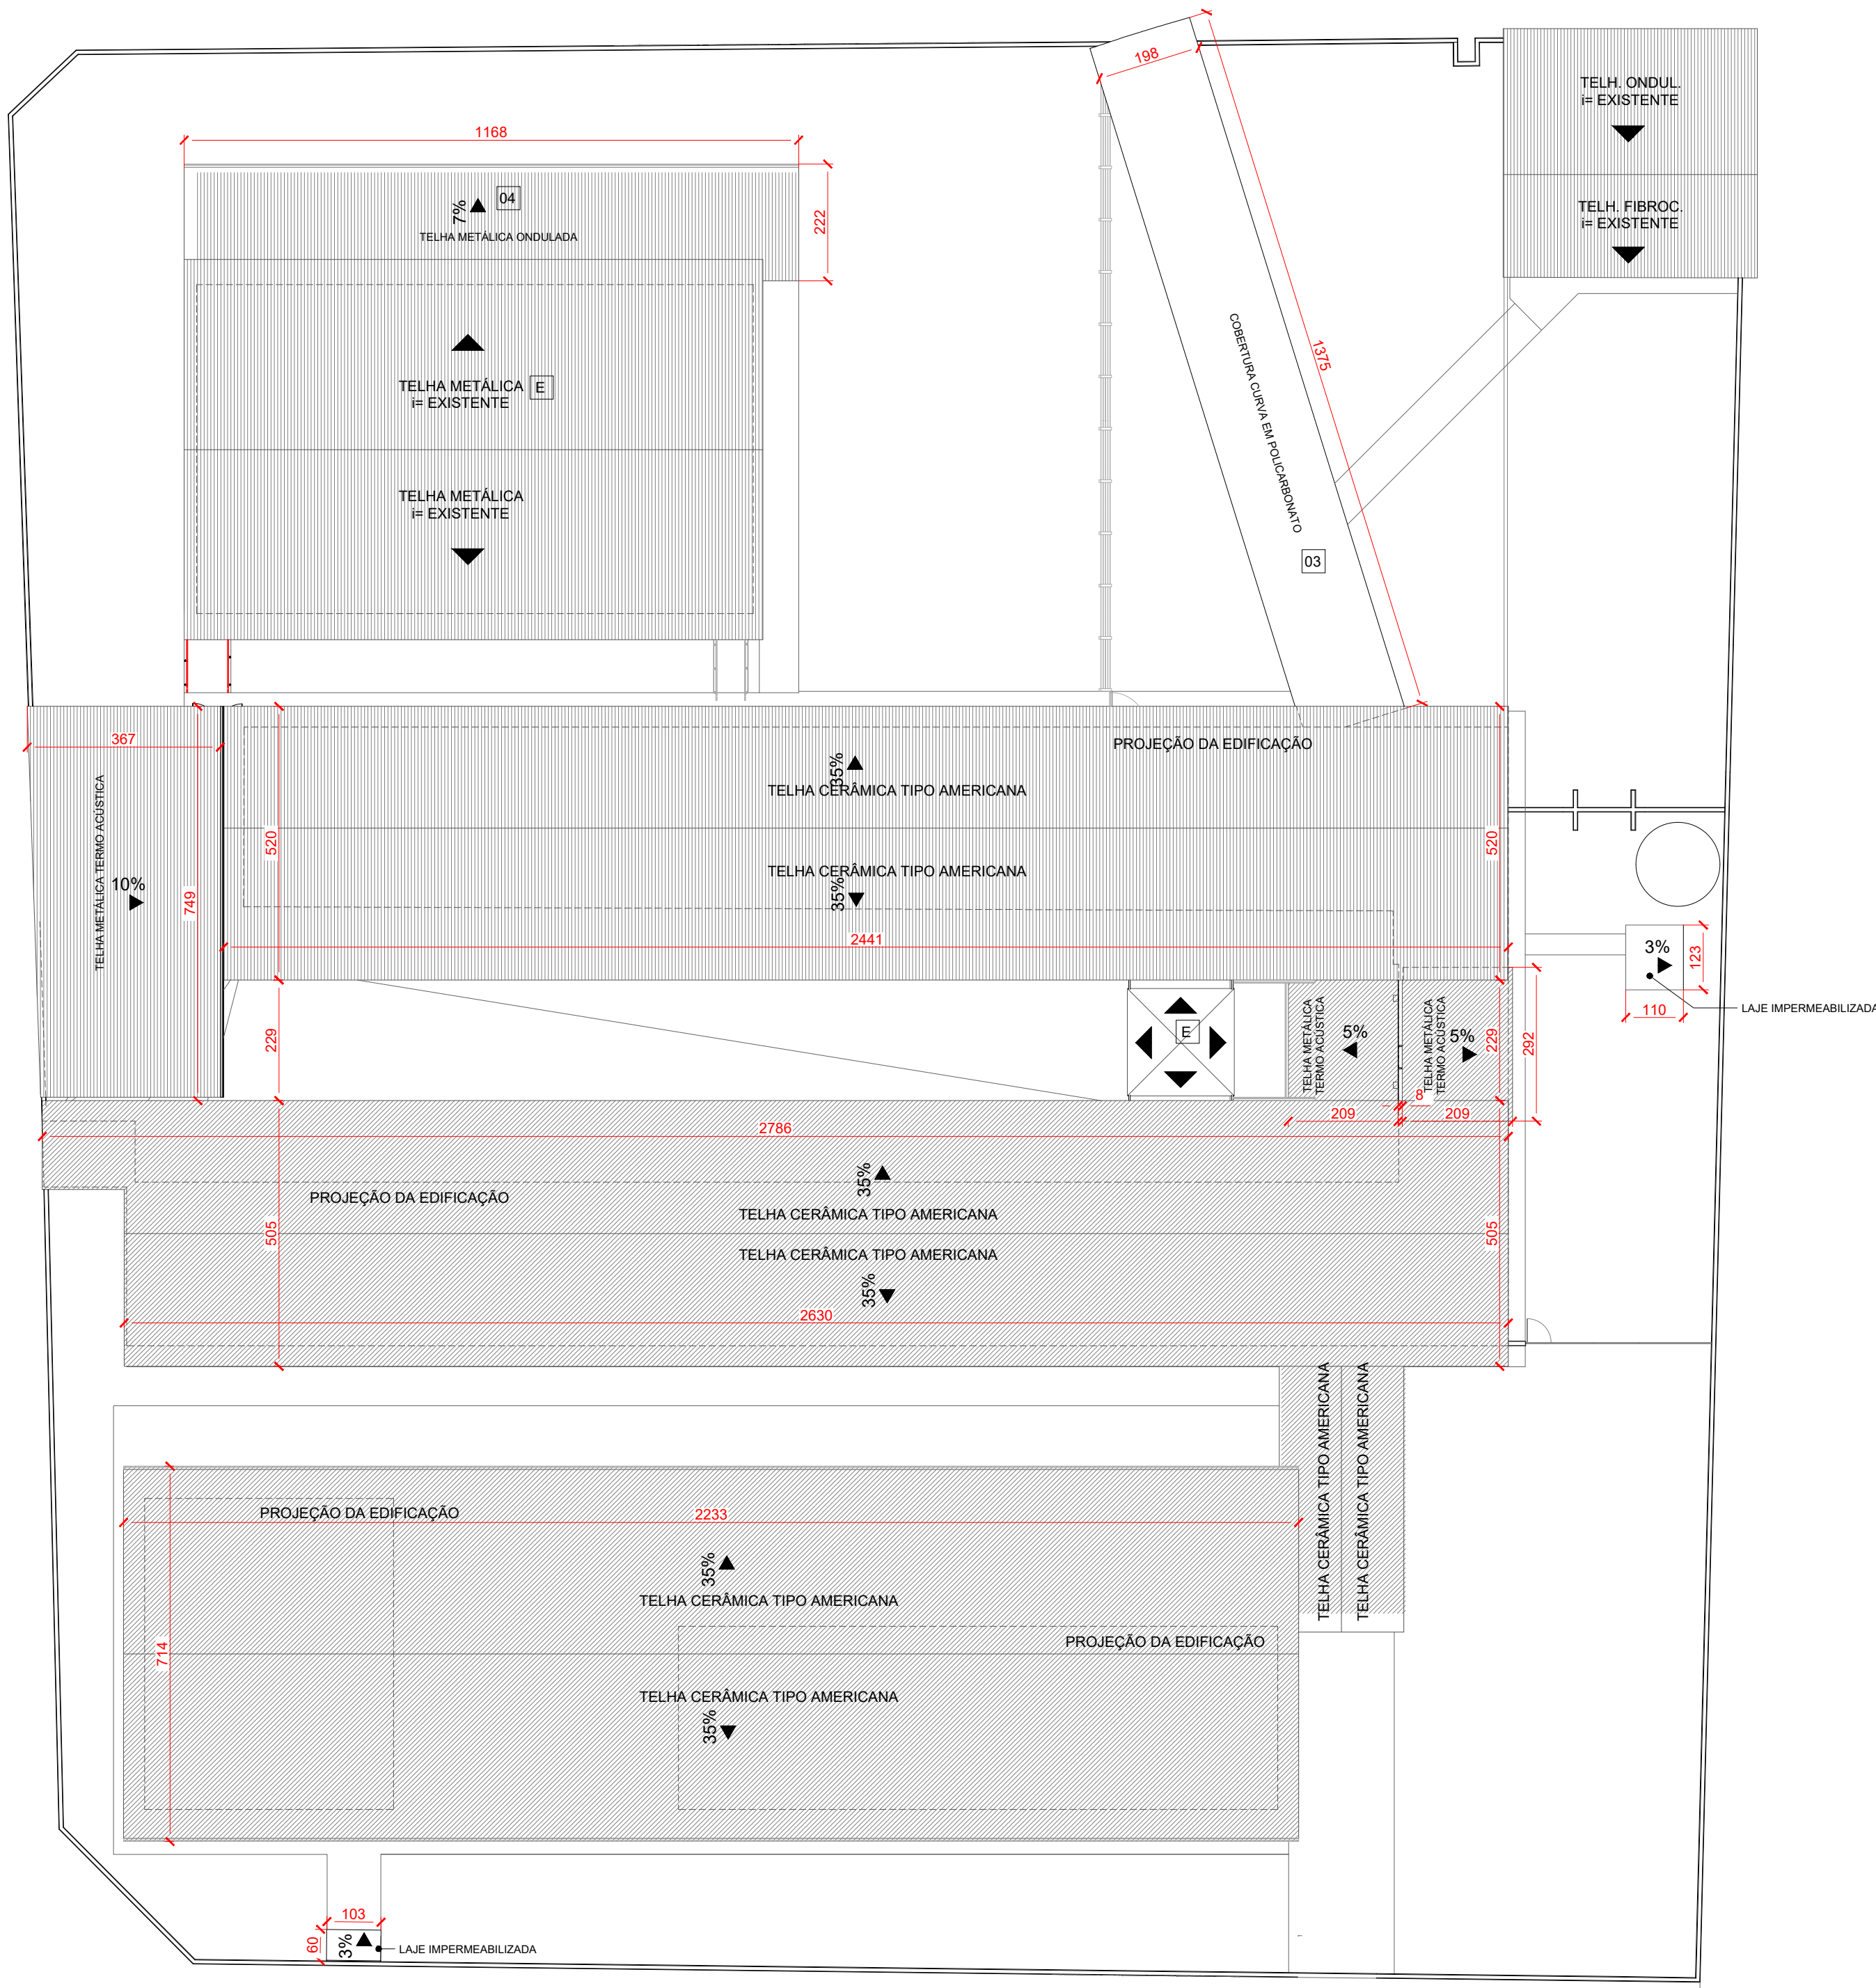 198
TELH. ONDUL.
i= EXISTENTE
1168
04
7%
TELHA METÁLICA ONDULADA
222
TELH. FIBROC.
i= EXISTENTE
COBERTURA CURVA EM POLICARBONATO
1375
TELHA METÁLICA
i= EXISTENTE
E
TELHA METÁLICA
i= EXISTENTE
03
367
PROJEÇÃO DA EDIFICAÇÃO
35%
TELHA CERÂMICA TIPO AMERICANA
TELHA METÁLICA TERMO ACÚSTICA
10%
749
520
520
TELHA CERÂMICA TIPO AMERICANA
35%
2441
3%
123
110
LAJE IMPERMEABILIZADA
229
E
TELHA METÁLICA
TERMO ACÚSTICA
5%
TELHA METÁLICA
TERMO ACÚSTICA
5%
229
292
8
209
209
2786
35%
PROJEÇÃO DA EDIFICAÇÃO
TELHA CERÂMICA TIPO AMERICANA
505
505
TELHA CERÂMICA TIPO AMERICANA
35%
2630
TELHA CERÂMICA TIPO AMERICANA
TELHA CERÂMICA TIPO AMERICANA
PROJEÇÃO DA EDIFICAÇÃO
2233
35%
TELHA CERÂMICA TIPO AMERICANA
714
PROJEÇÃO DA EDIFICAÇÃO
TELHA CERÂMICA TIPO AMERICANA
35%
103
60
3%
LAJE IMPERMEABILIZADA